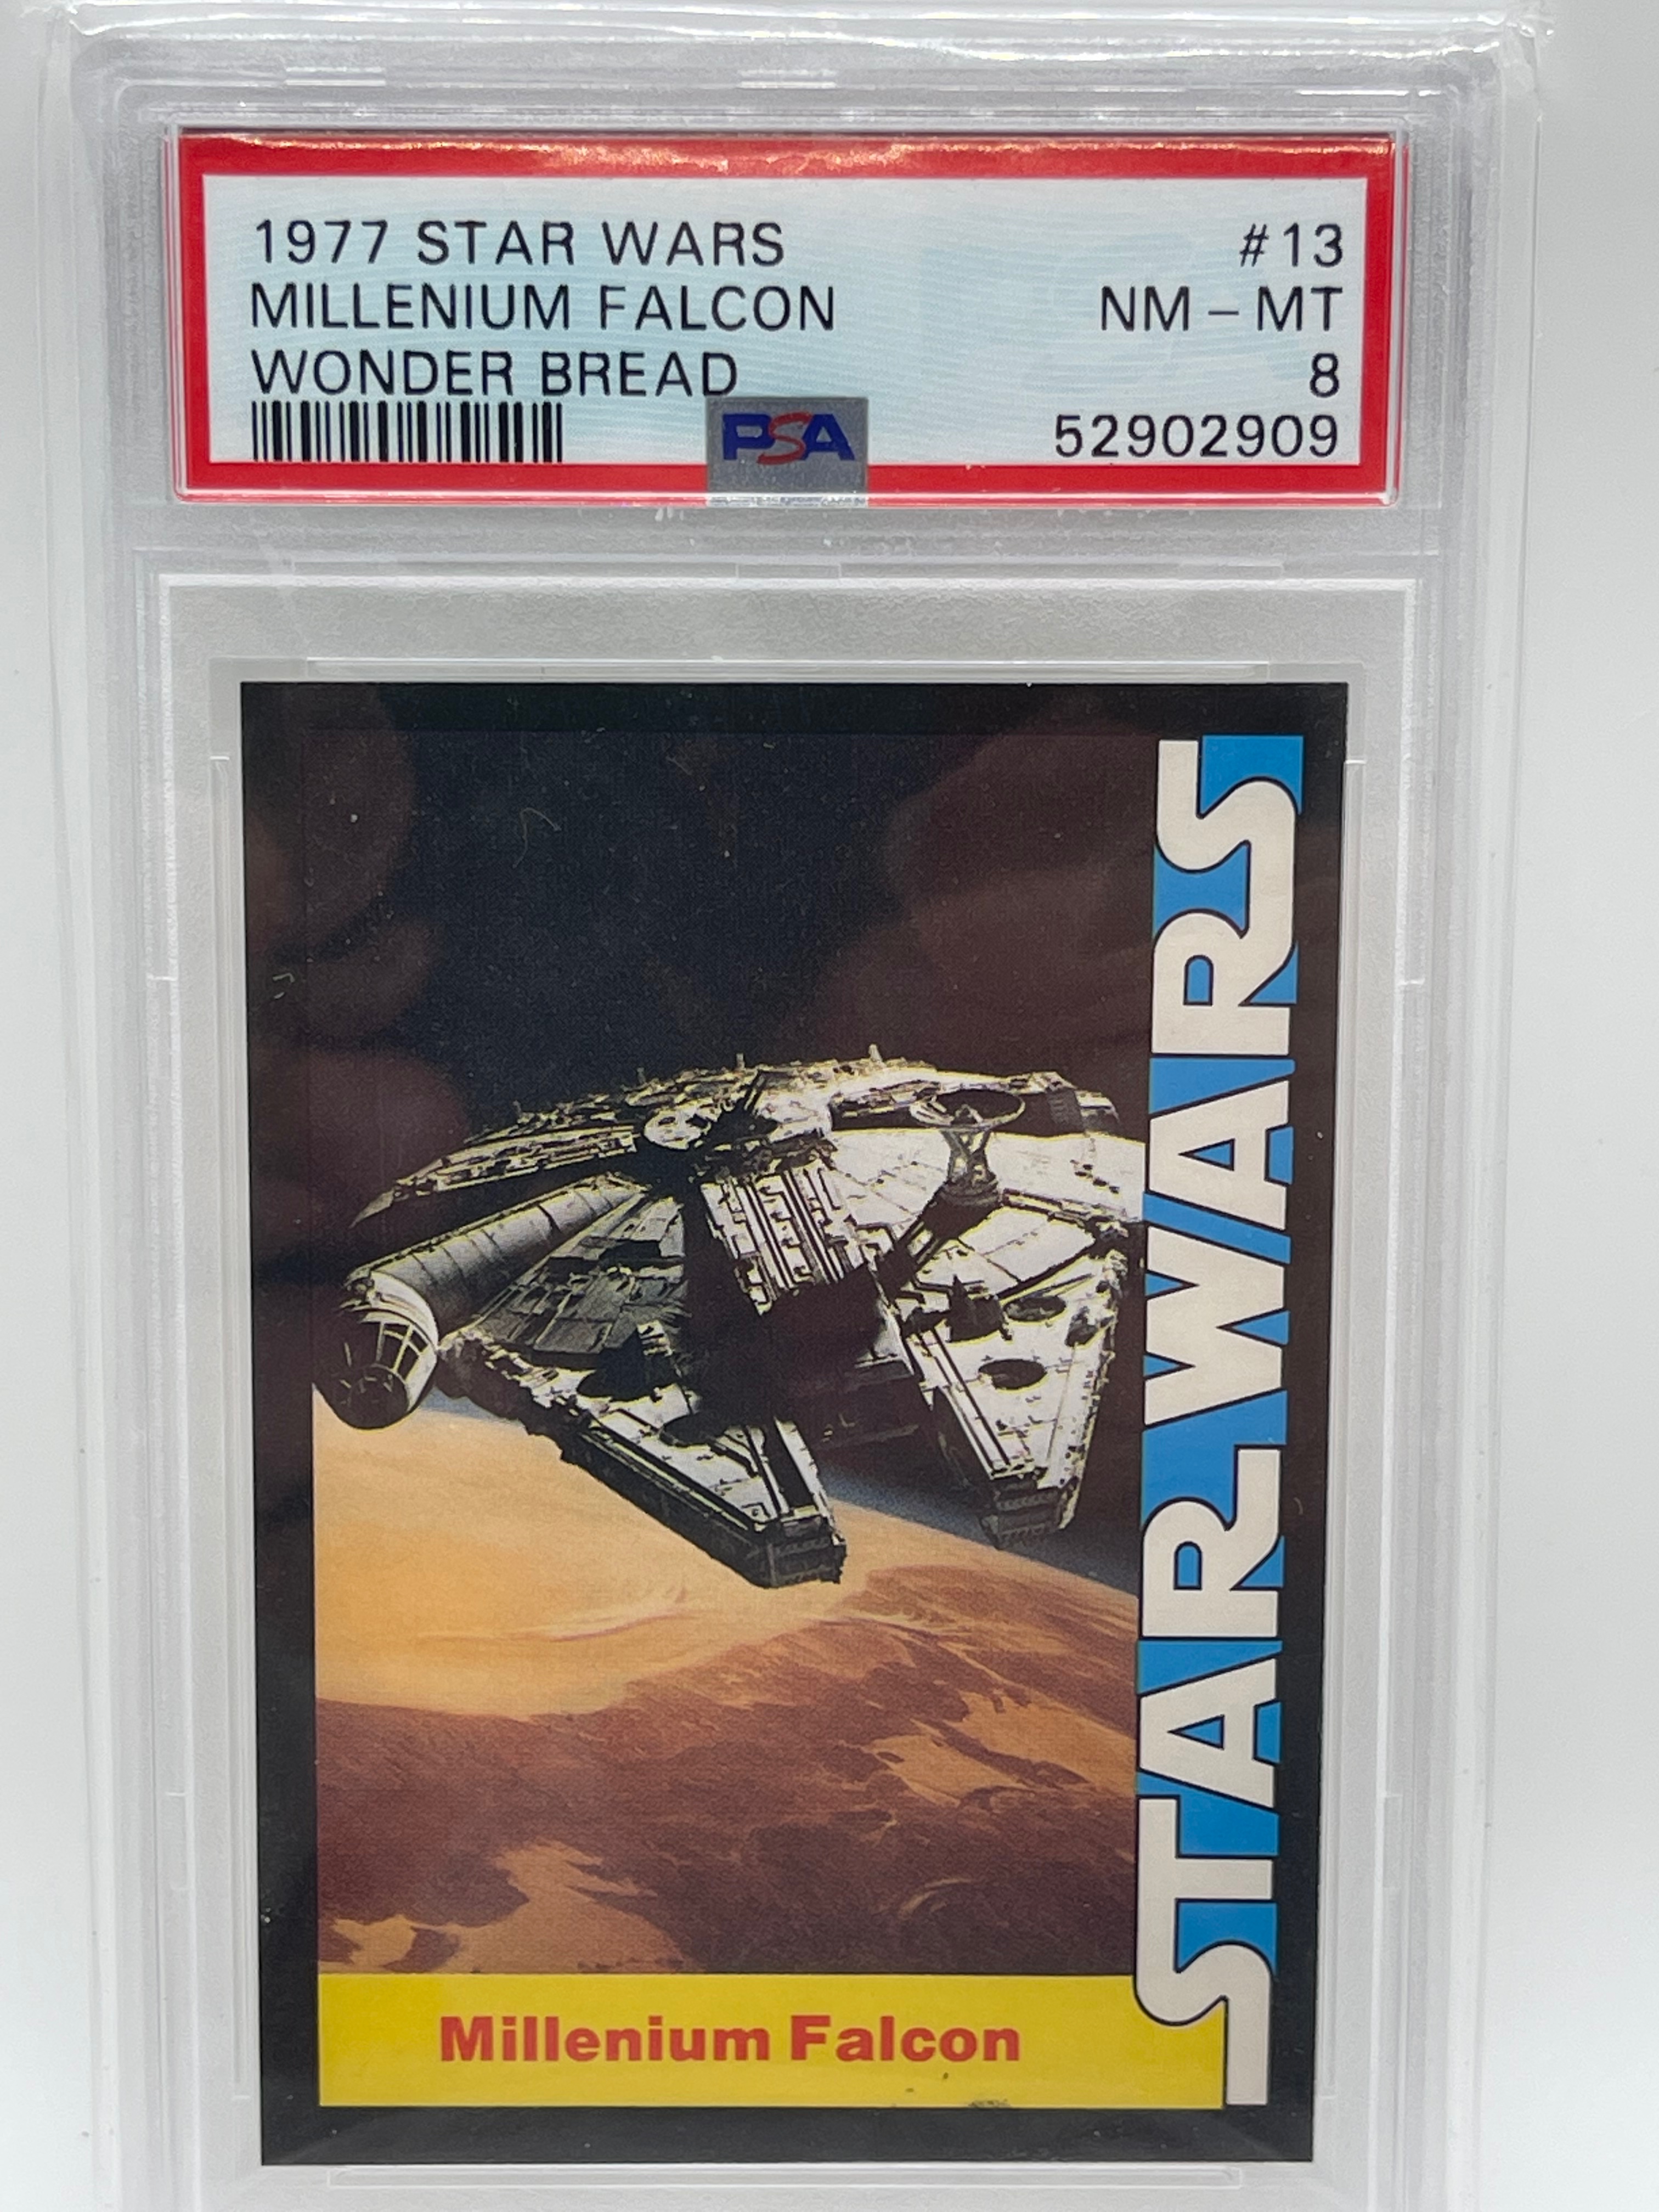 1977 STAR WARS #13
MILLENIUM FALCON NM - MT
WONDER BREAD 8
PSA 52902909
STAR WARS
Millenium Falcon